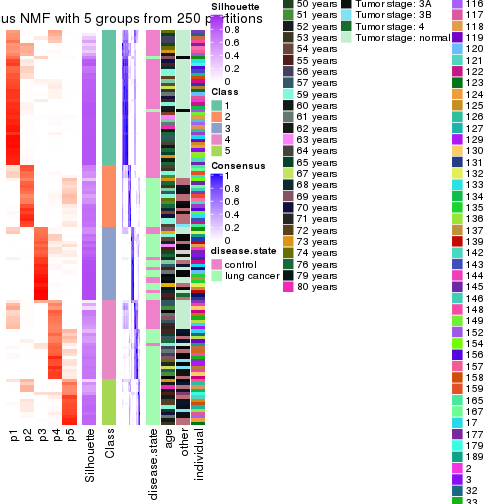 us NMF with 5 groups from 250 partitions
p1
p2
p3
p4
p5
Silhouette
Class
disease.state
age
other
individual
Silhouette
0.8
0.6
0.4
0.2
0
Class
1
2
3
4
5
Consensus
1
0.8
0.6
0.4
0.2
0
disease.state
control
lung cancer
50 years
51 years
52 years
53 years
54 years
55 years
56 years
57 years
59 years
60 years
61 years
62 years
63 years
64 years
65 years
67 years
68 years
69 years
70 years
71 years
72 years
73 years
74 years
76 years
78 years
79 years
80 years
Tumor stage: 3A
Tumor stage: 3B
Tumor stage: 4
Tumor stage: normal
116
117
118
119
120
121
122
123
124
125
126
127
129
130
131
132
133
134
135
136
139
142
143
144
145
146
148
149
152
154
156
157
158
159
165
167
17
177
179
189
2
3
32
33